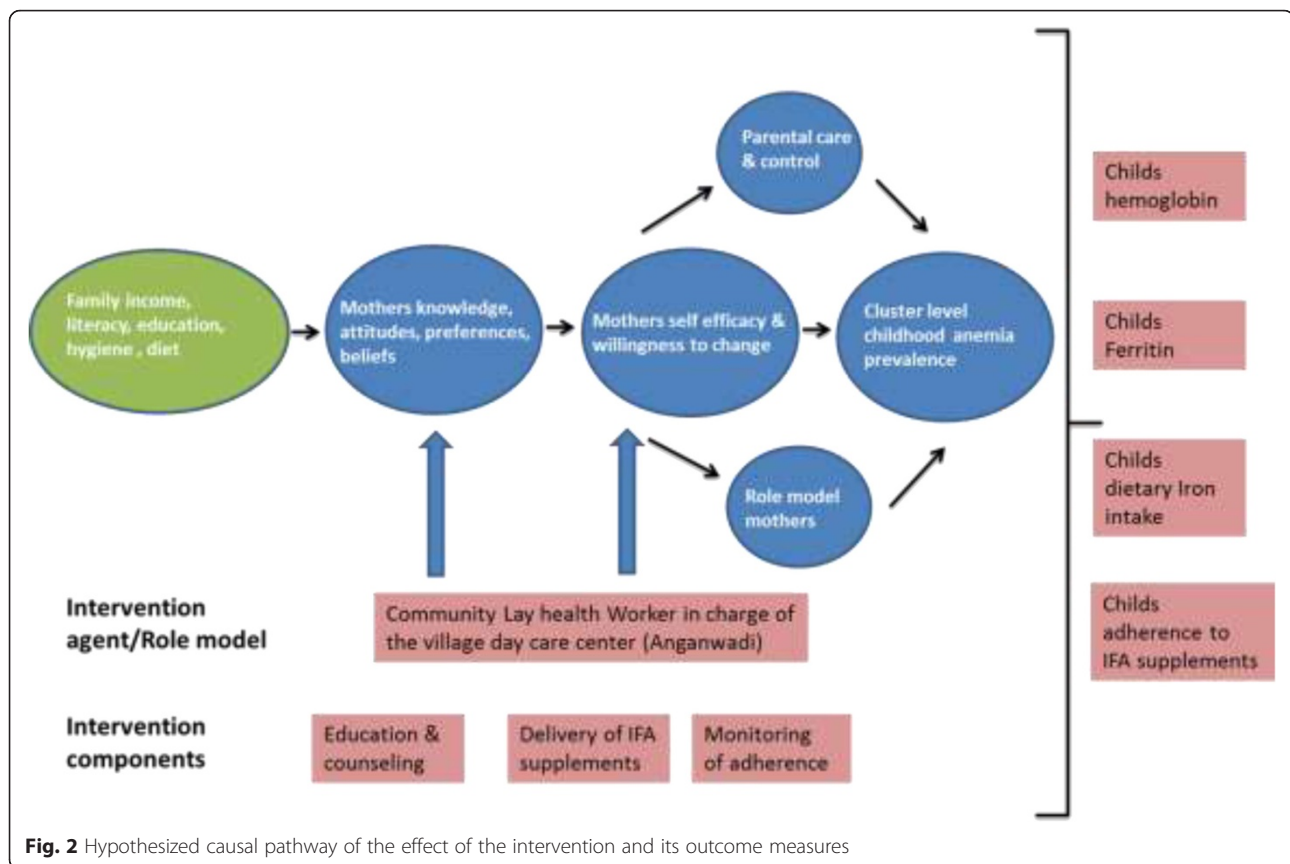 Parental care
& control
Childs
hemoglobin
Family income,
literacy, education,
hygiene , diet
Mothers knowledge,
attitudes, preferences,
beliefs
Mothers self efficacy &
willingness to change
Cluster level
childhood anemia
prevalence
Childs
Ferritin
Role model
mothers
Childs
dietary Iron
intake
Intervention
agent/Role model
Community Lay health Worker in charge of
the village day care center (Anganwadi)
Childs
adherence to
IFA supplements
Intervention
components
Education &
counseling
Delivery of IFA
supplements
Monitoring
of adherence
Fig. 2 Hypothesized causal pathway of the effect of the intervention and its outcome measures